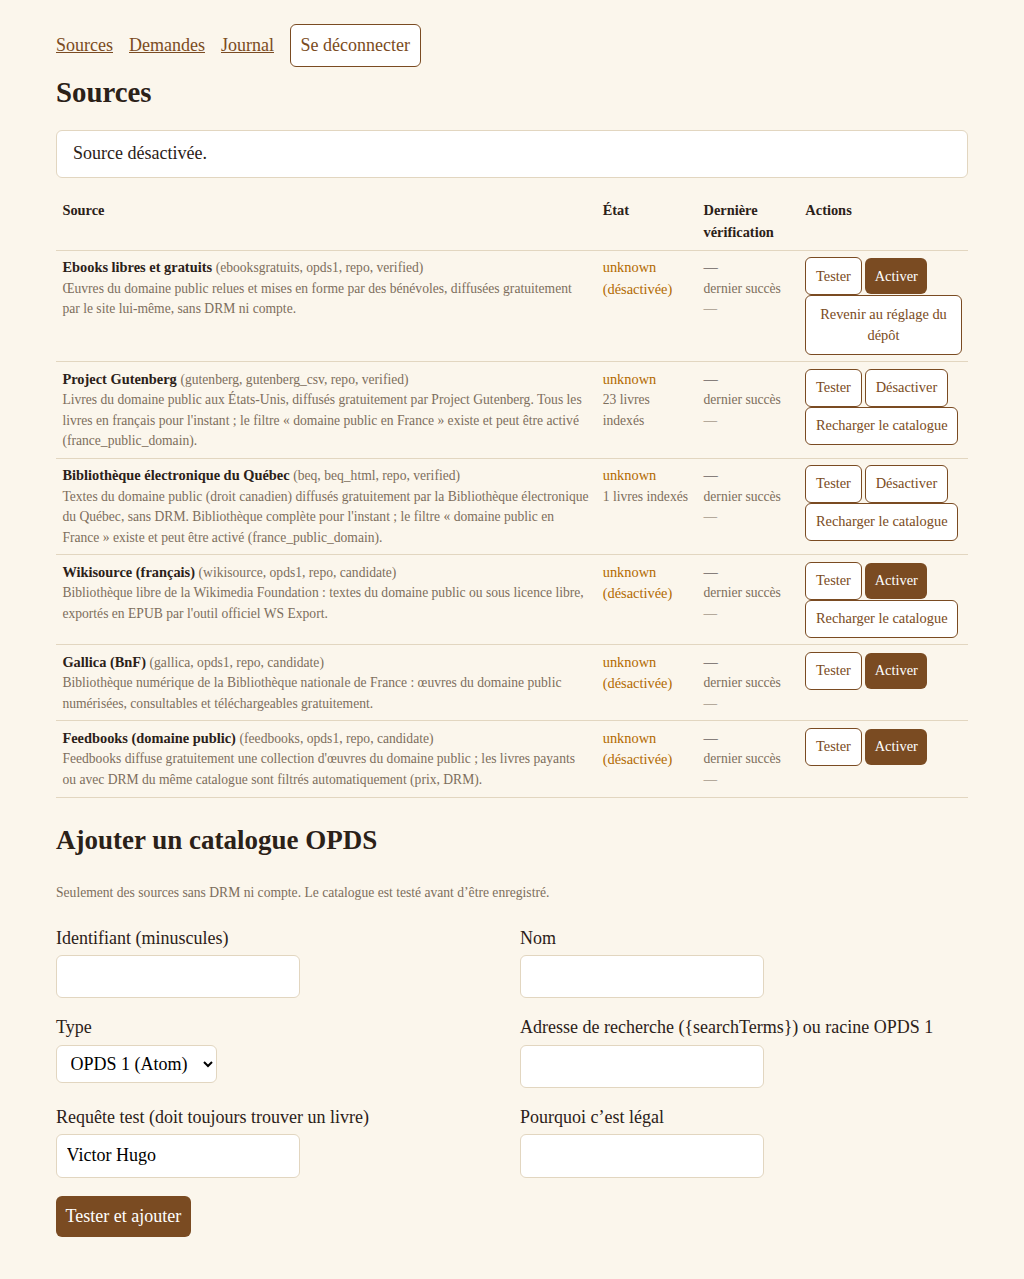 Sources Demandes Journal Se déconnecter
Sources
Source désactivée.
Source État Dernière vérification Actions
Ebooks libres et gratuits (ebooksgratuits, opds1, repo, verified)
Œuvres du domaine public relues et mises en forme par des bénévoles, diffusées gratuitement
par le site lui-même, sans DRM ni compte.
unknown
(désactivée)
—
dernier succès
—
Tester Activer
Revenir au réglage du
dépôt
Project Gutenberg (gutenberg, gutenberg_csv, repo, verified)
Livres du domaine public aux États-Unis, diffusés gratuitement par Project Gutenberg. Tous les
livres en français pour l'instant ; le filtre « domaine public en France » existe et peut être activé
(france_public_domain).
unknown
23 livres
indexés
—
dernier succès
—
Tester Désactiver
Recharger le catalogue
Bibliothèque électronique du Québec (beq, beq_html, repo, verified)
Textes du domaine public (droit canadien) diffusés gratuitement par la Bibliothèque électronique
du Québec, sans DRM. Bibliothèque complète pour l'instant ; le filtre « domaine public en
France » existe et peut être activé (france_public_domain).
unknown
1 livres indexés
—
dernier succès
—
Tester Désactiver
Recharger le catalogue
Wikisource (français) (wikisource, opds1, repo, candidate)
Bibliothèque libre de la Wikimedia Foundation : textes du domaine public ou sous licence libre,
exportés en EPUB par l'outil officiel WS Export.
unknown
(désactivée)
—
dernier succès
—
Tester Activer
Recharger le catalogue
Gallica (BnF) (gallica, opds1, repo, candidate)
Bibliothèque numérique de la Bibliothèque nationale de France : œuvres du domaine public
numérisées, consultables et téléchargeables gratuitement.
unknown
(désactivée)
—
dernier succès
—
Tester Activer
Feedbooks (domaine public) (feedbooks, opds1, repo, candidate)
Feedbooks diffuse gratuitement une collection d'œuvres du domaine public ; les livres payants
ou avec DRM du même catalogue sont filtrés automatiquement (prix, DRM).
unknown
(désactivée)
—
dernier succès
—
Tester Activer
Ajouter un catalogue OPDS
Seulement des sources sans DRM ni compte. Le catalogue est testé avant d’être enregistré.
Identifiant (minuscules)
Nom
Type
OPDS 1 (Atom)
Adresse de recherche ({searchTerms}) ou racine OPDS 1
Requête test (doit toujours trouver un livre)
Victor Hugo
Pourquoi c’est légal
Tester et ajouter